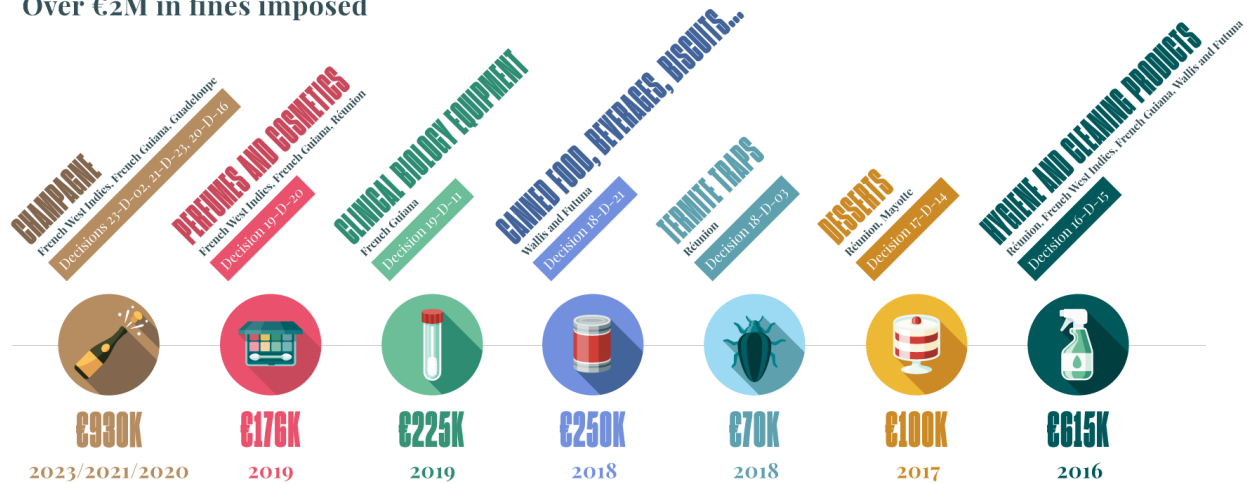 Over €2M in fines imposed
CHAMPAGNE
French West Indies, French Guiana, Guadeloupe
Decisions 23-D-02, 21-D-23, 20-D-16
€930K
2023/2021/2020
PERFUMES AND COSMETICS
French West Indies, French Guiana, Réunion
Decision 19-D-20
€176K
2019
CLINICAL BIOLOGY EQUIPMENT
French Guiana
Decision 19-D-11
€225K
2019
CANNED FOOD, BEVERAGES, BISCUITS...
Wallis and Futuna
Decision 18-D-21
€250K
2018
TERMITE TRAPS
Réunion
Decision 18-D-03
€70K
2018
DESSERTS
Réunion, Mayotte
Decision 17-D-14
€100K
2017
HYGIENE AND CLEANING PRODUCTS
Réunion, French West Indies, French Guiana, Wallis and Futuna
Decision 16-D-15
€615K
2016